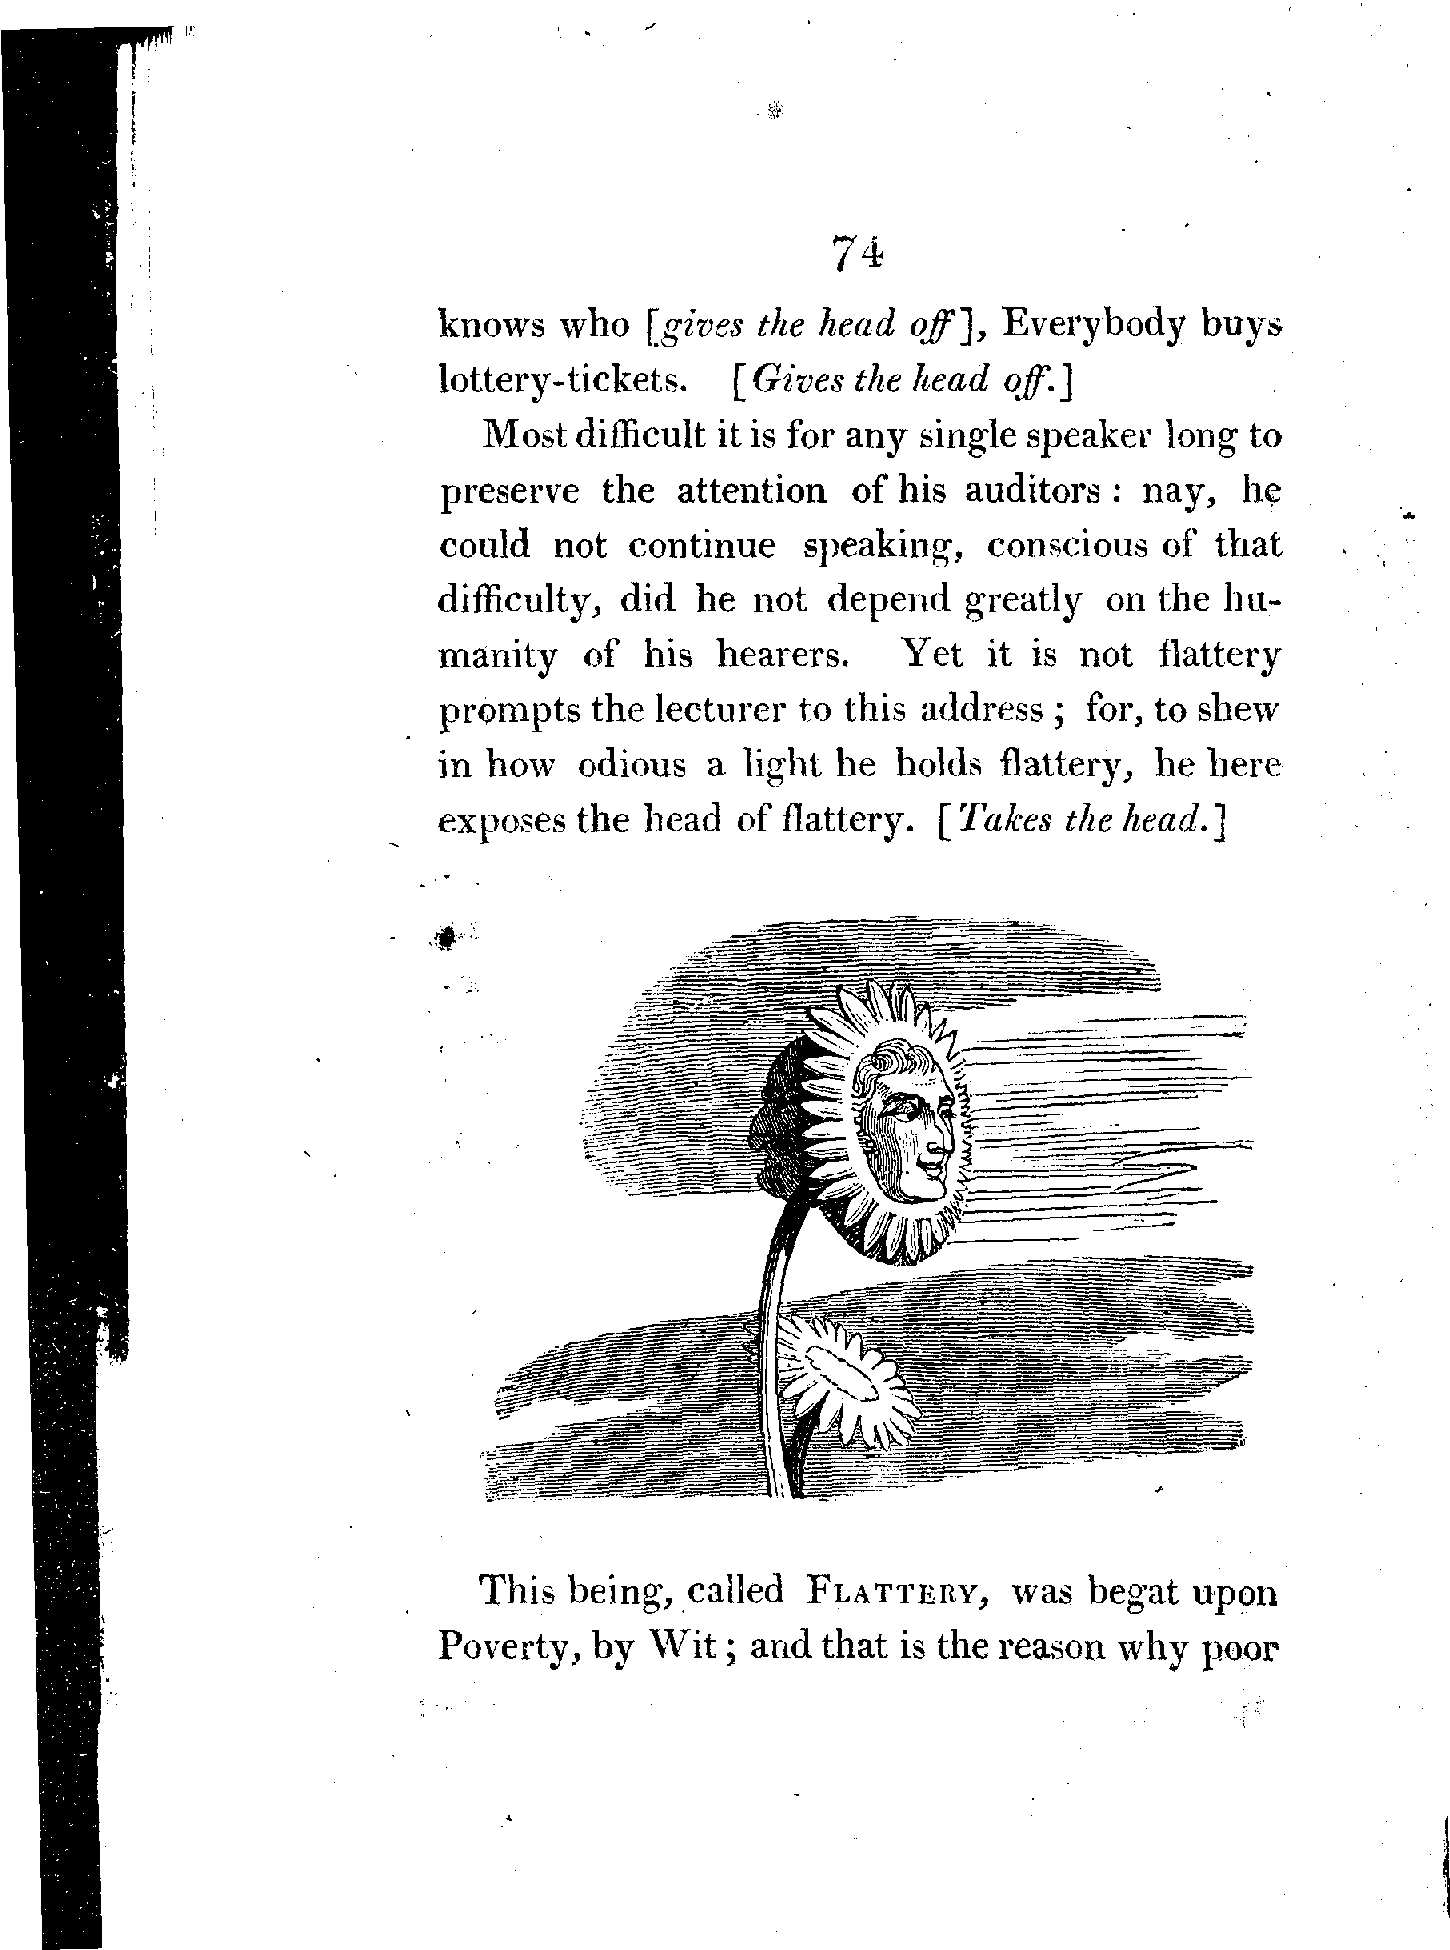 74
knows who [gives the head off], Everybody buys
lottery-tickets. [Gives the head off.]
Most difficult it is for any single speaker long to
preserve the attention of his auditors : nay, he
could not continue speaking, conscious of that
difficulty, did he not depend greatly on the hu-
manity of his hearers. Yet it is not flattery
prompts the lecturer to this address ; for, to shew
in how odious a light he holds flattery, he here
exposes the head of flattery. [Takes the head.]
This being, called FLATTERY, was begat upon
Poverty, by Wit ; and that is the reason why poor